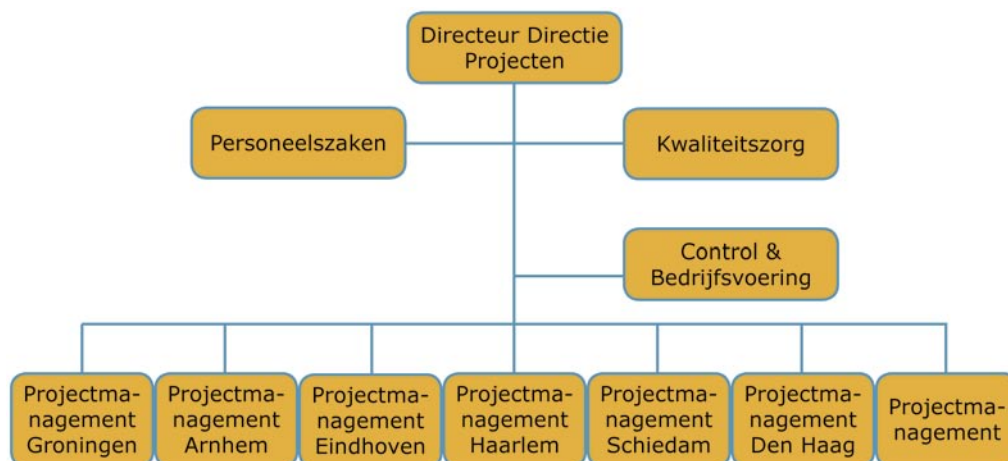 Directeur Directie
Projecten
Personeelszaken
Kwaliteitszorg
Control &
Bedrijfsvoering
Projectma-
nagement
Groningen
Projectma-
nagement
Arnhem
Projectma-
nagement
Eindhoven
Projectma-
nagement
Haarlem
Projectma-
nagement
Schiedam
Projectma-
nagement
Den Haag
Projectma-
nagement